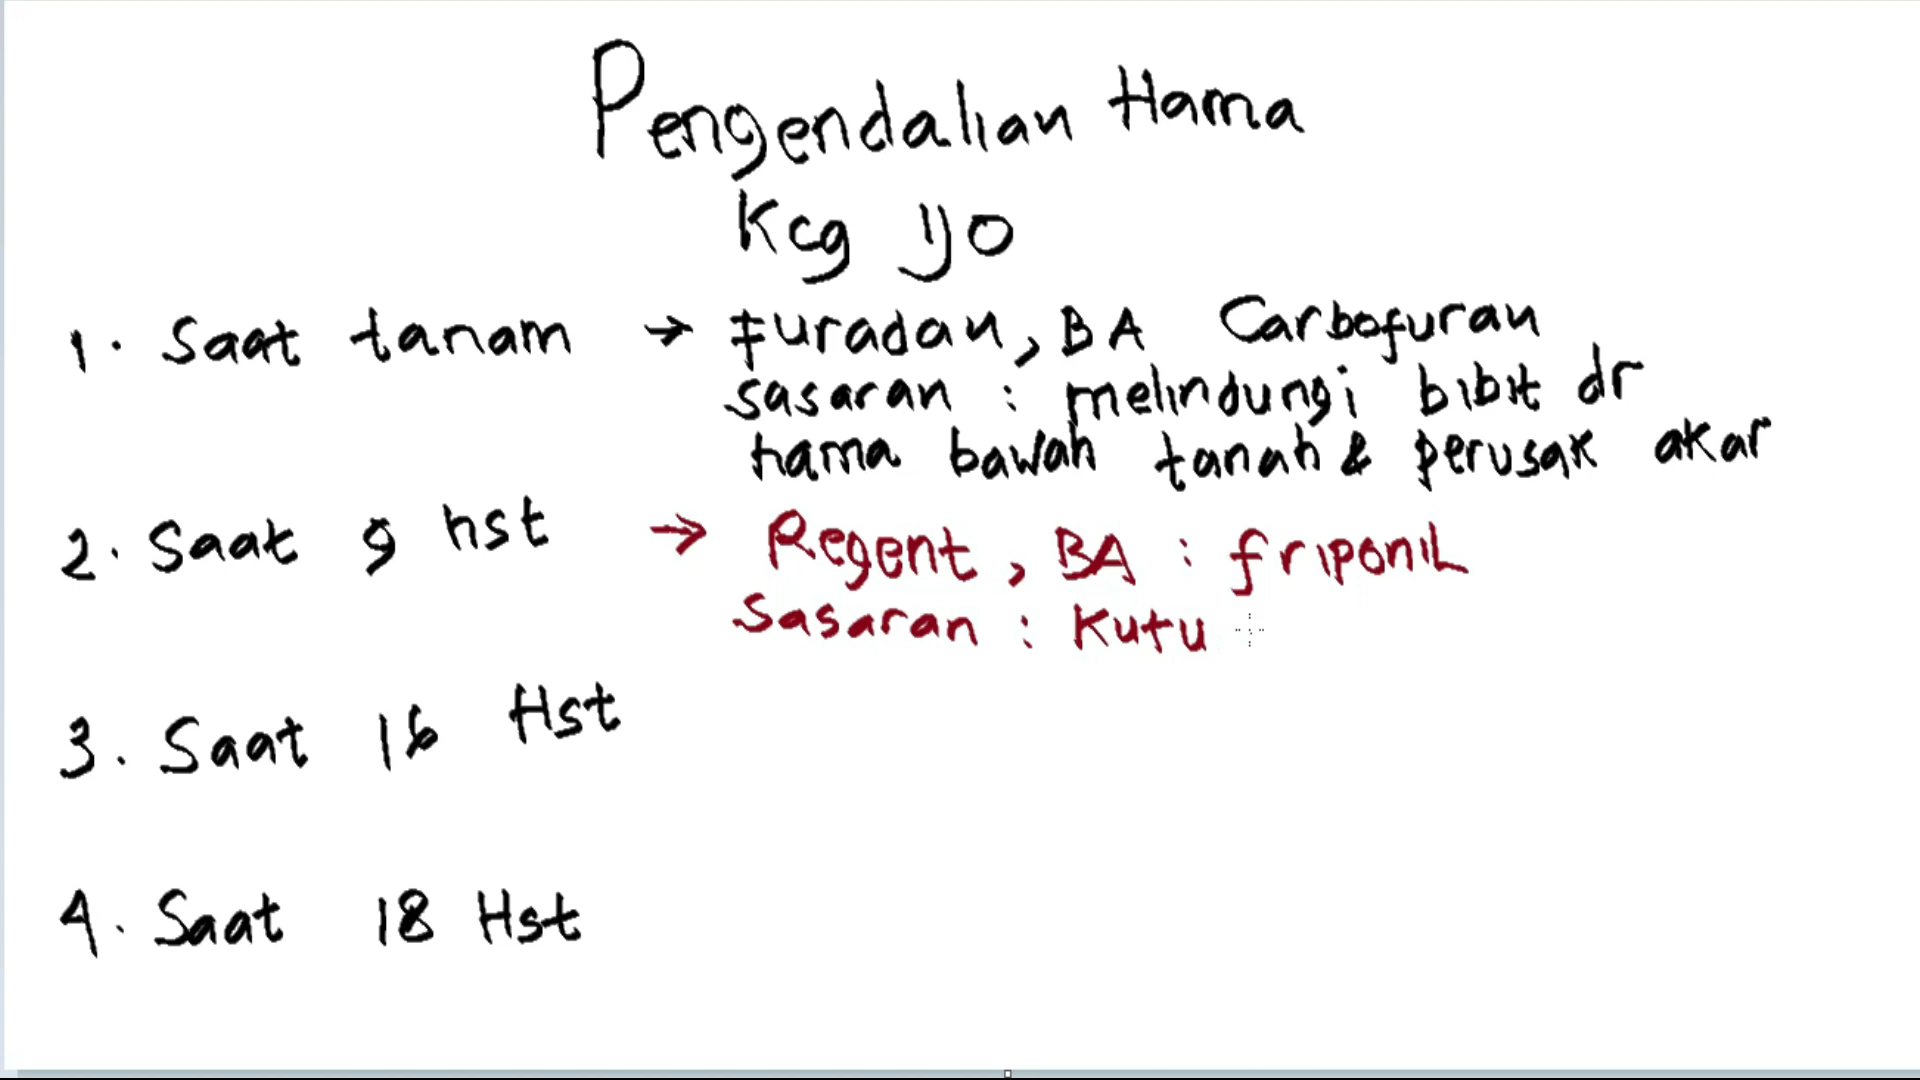 Pengendalian Hama
Kcg ijo
1. Saat tanam → Furadan, BA Carbofuran
sasaran : melindungi bibit dr
hama bawah tanah & perusak akar
2. Saat 9 hst → Regent, BA : friponil
Sasaran : Kutu
3. Saat 16 Hst
4. Saat 18 Hst